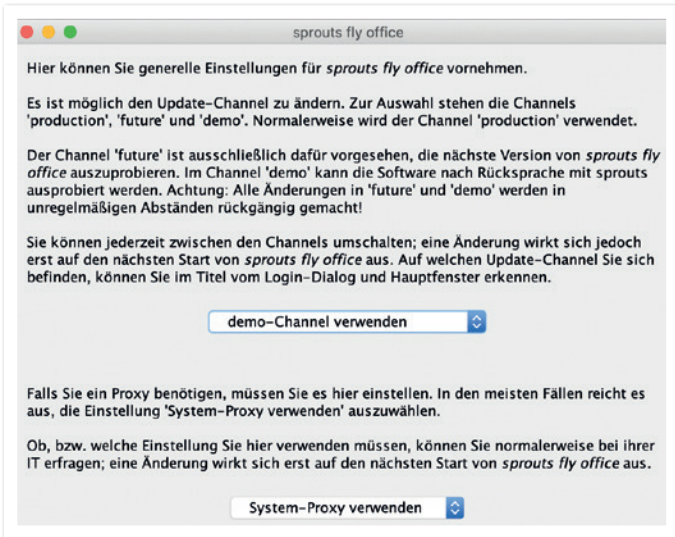 sprouts fly office
Hier können Sie generelle Einstellungen für sprouts fly office vornehmen.
Es ist möglich den Update-Channel zu ändern. Zur Auswahl stehen die Channels
'production', 'future' und 'demo'. Normalerweise wird der Channel 'production' verwendet.
Der Channel 'future' ist ausschließlich dafür vorgesehen, die nächste Version von sprouts fly
office auszuprobieren. Im Channel 'demo' kann die Software nach Rücksprache mit sprouts
ausprobiert werden. Achtung: Alle Änderungen in 'future' und 'demo' werden in
unregelmäßigen Abständen rückgängig gemacht!
Sie können jederzeit zwischen den Channels umschalten; eine Änderung wirkt sich jedoch
erst auf den nächsten Start von sprouts fly office aus. Auf welchen Update-Channel Sie sich
befinden, können Sie im Titel vom Login-Dialog und Hauptfenster erkennen.
demo-Channel verwenden
Falls Sie ein Proxy benötigen, müssen Sie es hier einstellen. In den meisten Fällen reicht es
aus, die Einstellung 'System-Proxy verwenden' auszuwählen.
Ob, bzw. welche Einstellung Sie hier verwenden müssen, können Sie normalerweise bei ihrer
IT erfragen; eine Änderung wirkt sich erst auf den nächsten Start von sprouts fly office aus.
System-Proxy verwenden